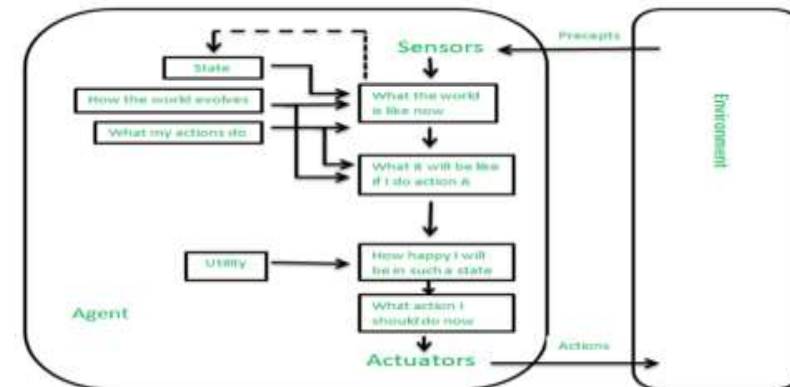 Sensors
Precepts
State
How the world evolves
What the world
is like now
What my actions do
Environment
What it will be like
if I do action A
Utility
How happy I will
be in such a state
What action I
should do now
Agent
Actuators
Actions